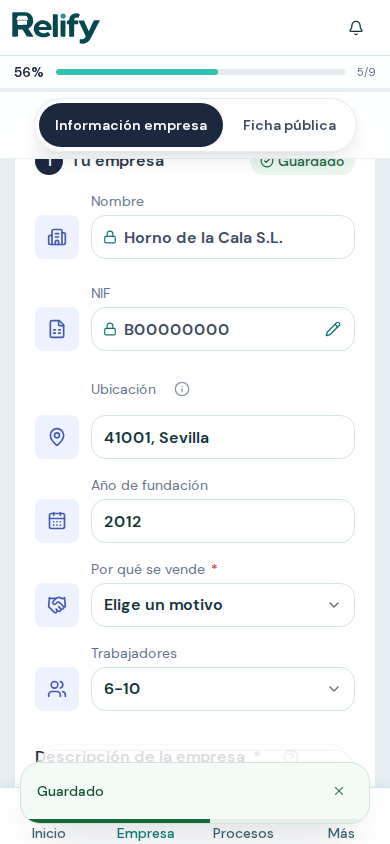 Relify
56%
5/9
Información empresa
Ficha pública
1
Tu empresa
Guardado
Nombre
Horno de la Cala S.L.
NIF
B00000000
Ubicación
41001, Sevilla
Año de fundación
2012
Por qué se vende *
Elige un motivo
Trabajadores
6-10
Descripción de la empresa *
Guardado
Inicio
Empresa
Procesos
Más